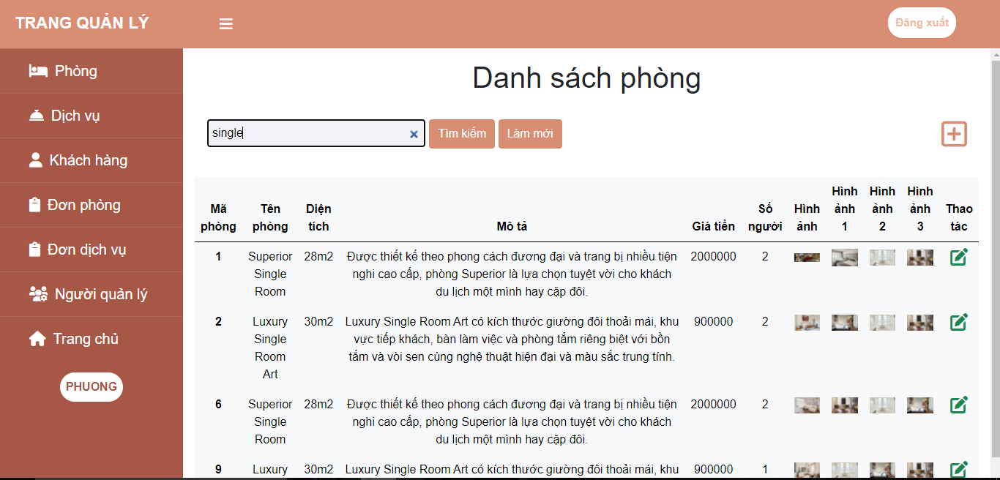 TRANG QUẢN LÝ
Đăng xuất
Phòng
Dịch vụ
Khách hàng
Đơn phòng
Đơn dịch vụ
Người quản lý
Trang chủ
PHUONG
Danh sách phòng
single
Tìm kiếm
Làm mới
Mã phòng
Tên phòng
Diện tích
Mô tả
Giá tiền
Số người
Hình ảnh
Hình ảnh 1
Hình ảnh 2
Hình ảnh 3
Thao tác
1
Superior
Single
Room
28m2
Được thiết kế theo phong cách đương đại và trang bị nhiều tiện
nghi cao cấp, phòng Superior là lựa chọn tuyệt vời cho khách
du lịch một mình hay cặp đôi.
2000000
2
2
Luxury
Single
Room
Art
30m2
Luxury Single Room Art có kích thước giường đôi thoải mái, khu
vực tiếp khách, bàn làm việc và phòng tắm riêng biệt với bồn
tắm và vòi sen cùng nghệ thuật hiện đại và màu sắc trung tính.
900000
2
6
Superior
Single
Room
28m2
Được thiết kế theo phong cách đương đại và trang bị nhiều tiện
nghi cao cấp, phòng Superior là lựa chọn tuyệt vời cho khách
du lịch một mình hay cặp đôi.
2000000
2
9
Luxury
30m2
Luxury Single Room Art có kích thước giường đôi thoải mái, khu
900000
1